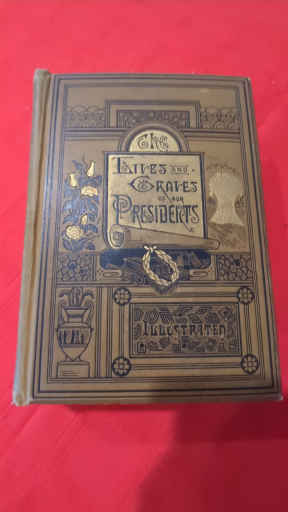 The
Lives and
Graves
of our
Presidents
Illustrated